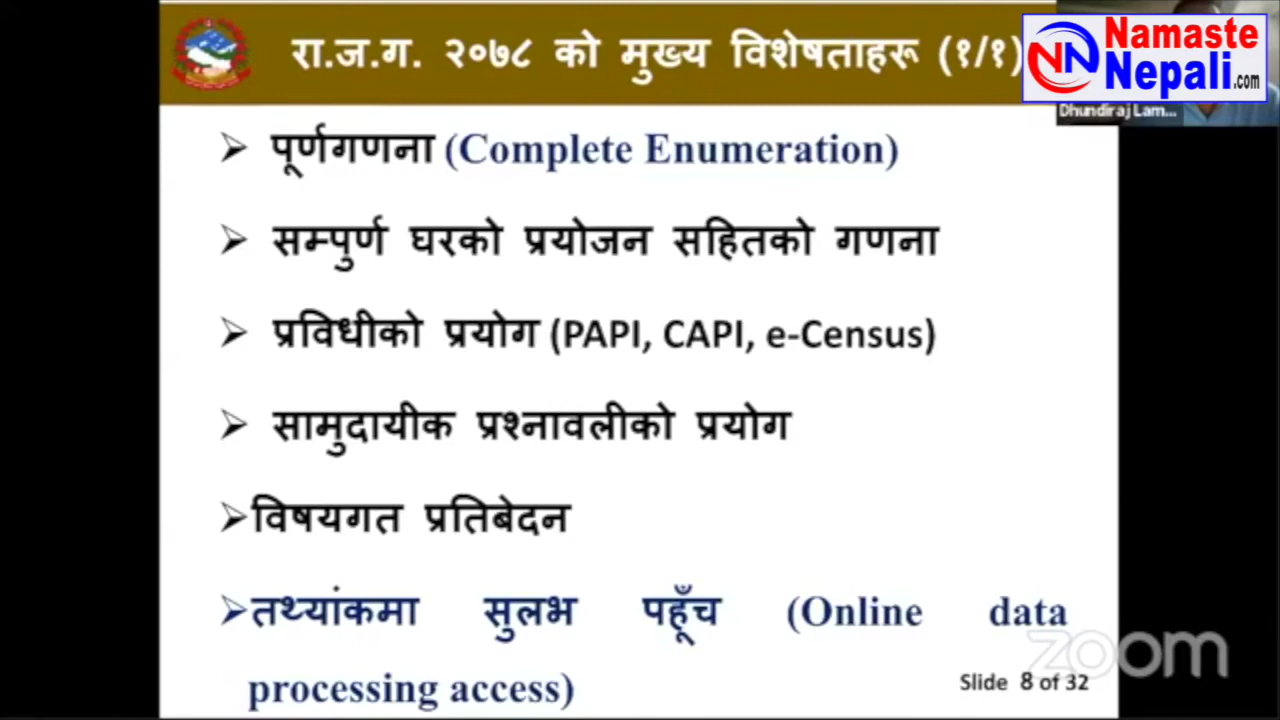 रा.ज.ग. २०७८ को मुख्य विशेषताहरू (१/१)
Namaste
Nepali.com
Dhundiraj Lam...
➢ पूर्णगणना (Complete Enumeration)
➢ सम्पुर्ण घरको प्रयोजन सहितको गणना
➢ प्रविधीको प्रयोग (PAPI, CAPI, e-Census)
➢ सामुदायीक प्रश्नावलीको प्रयोग
➢विषयगत प्रतिबेदन
➢तथ्यांकमा सुलभ पहूँच (Online data
processing access)
zoom
Slide 8 of 32